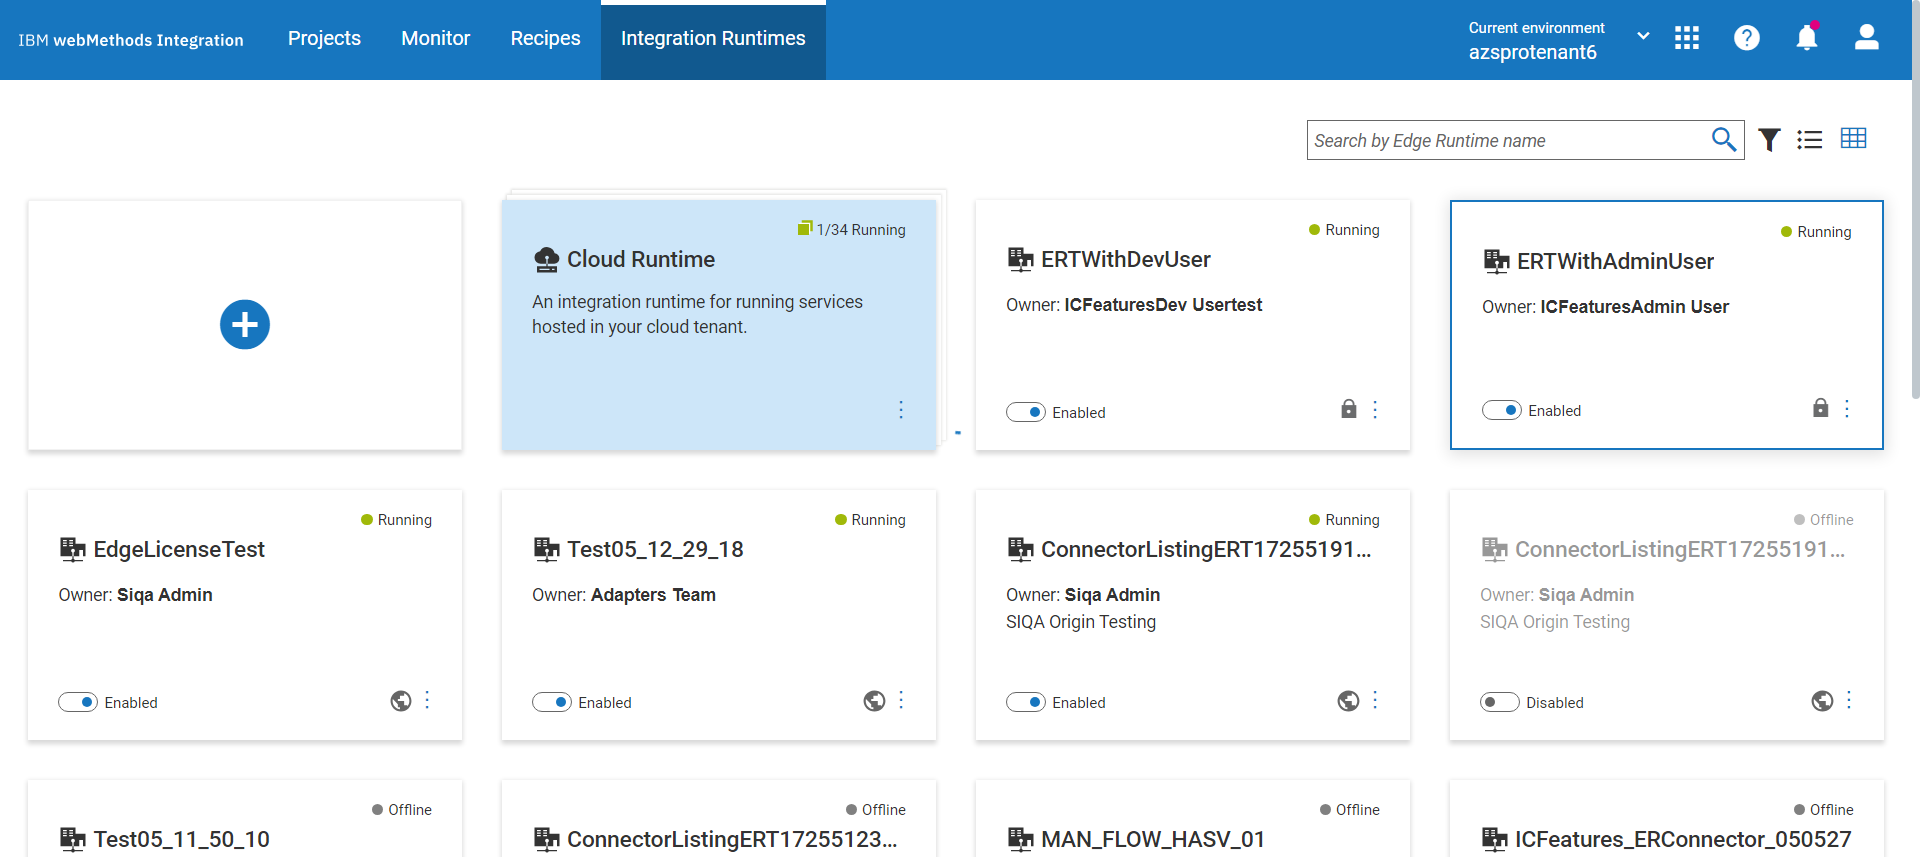 IBM webMethods Integration
Projects
Monitor
Recipes
Integration Runtimes
Current environment
azsprotenant6
Search by Edge Runtime name
1/34 Running
Cloud Runtime
An integration runtime for running services
hosted in your cloud tenant.
Running
ERTWithDevUser
Owner: ICFeaturesDev Usertest
Enabled
Running
ERTWithAdminUser
Owner: ICFeaturesAdmin User
Enabled
Running
EdgeLicenseTest
Owner: Siqa Admin
Enabled
Running
Test05_12_29_18
Owner: Adapters Team
Enabled
Running
ConnectorListingERT17255191...
Owner: Siqa Admin
SIQA Origin Testing
Enabled
Offline
ConnectorListingERT17255191...
Owner: Siqa Admin
SIQA Origin Testing
Disabled
Offline
Test05_11_50_10
Offline
ConnectorListingERT17255123...
Offline
MAN_FLOW_HASV_01
Offline
ICFeatures_ERConnector_050527